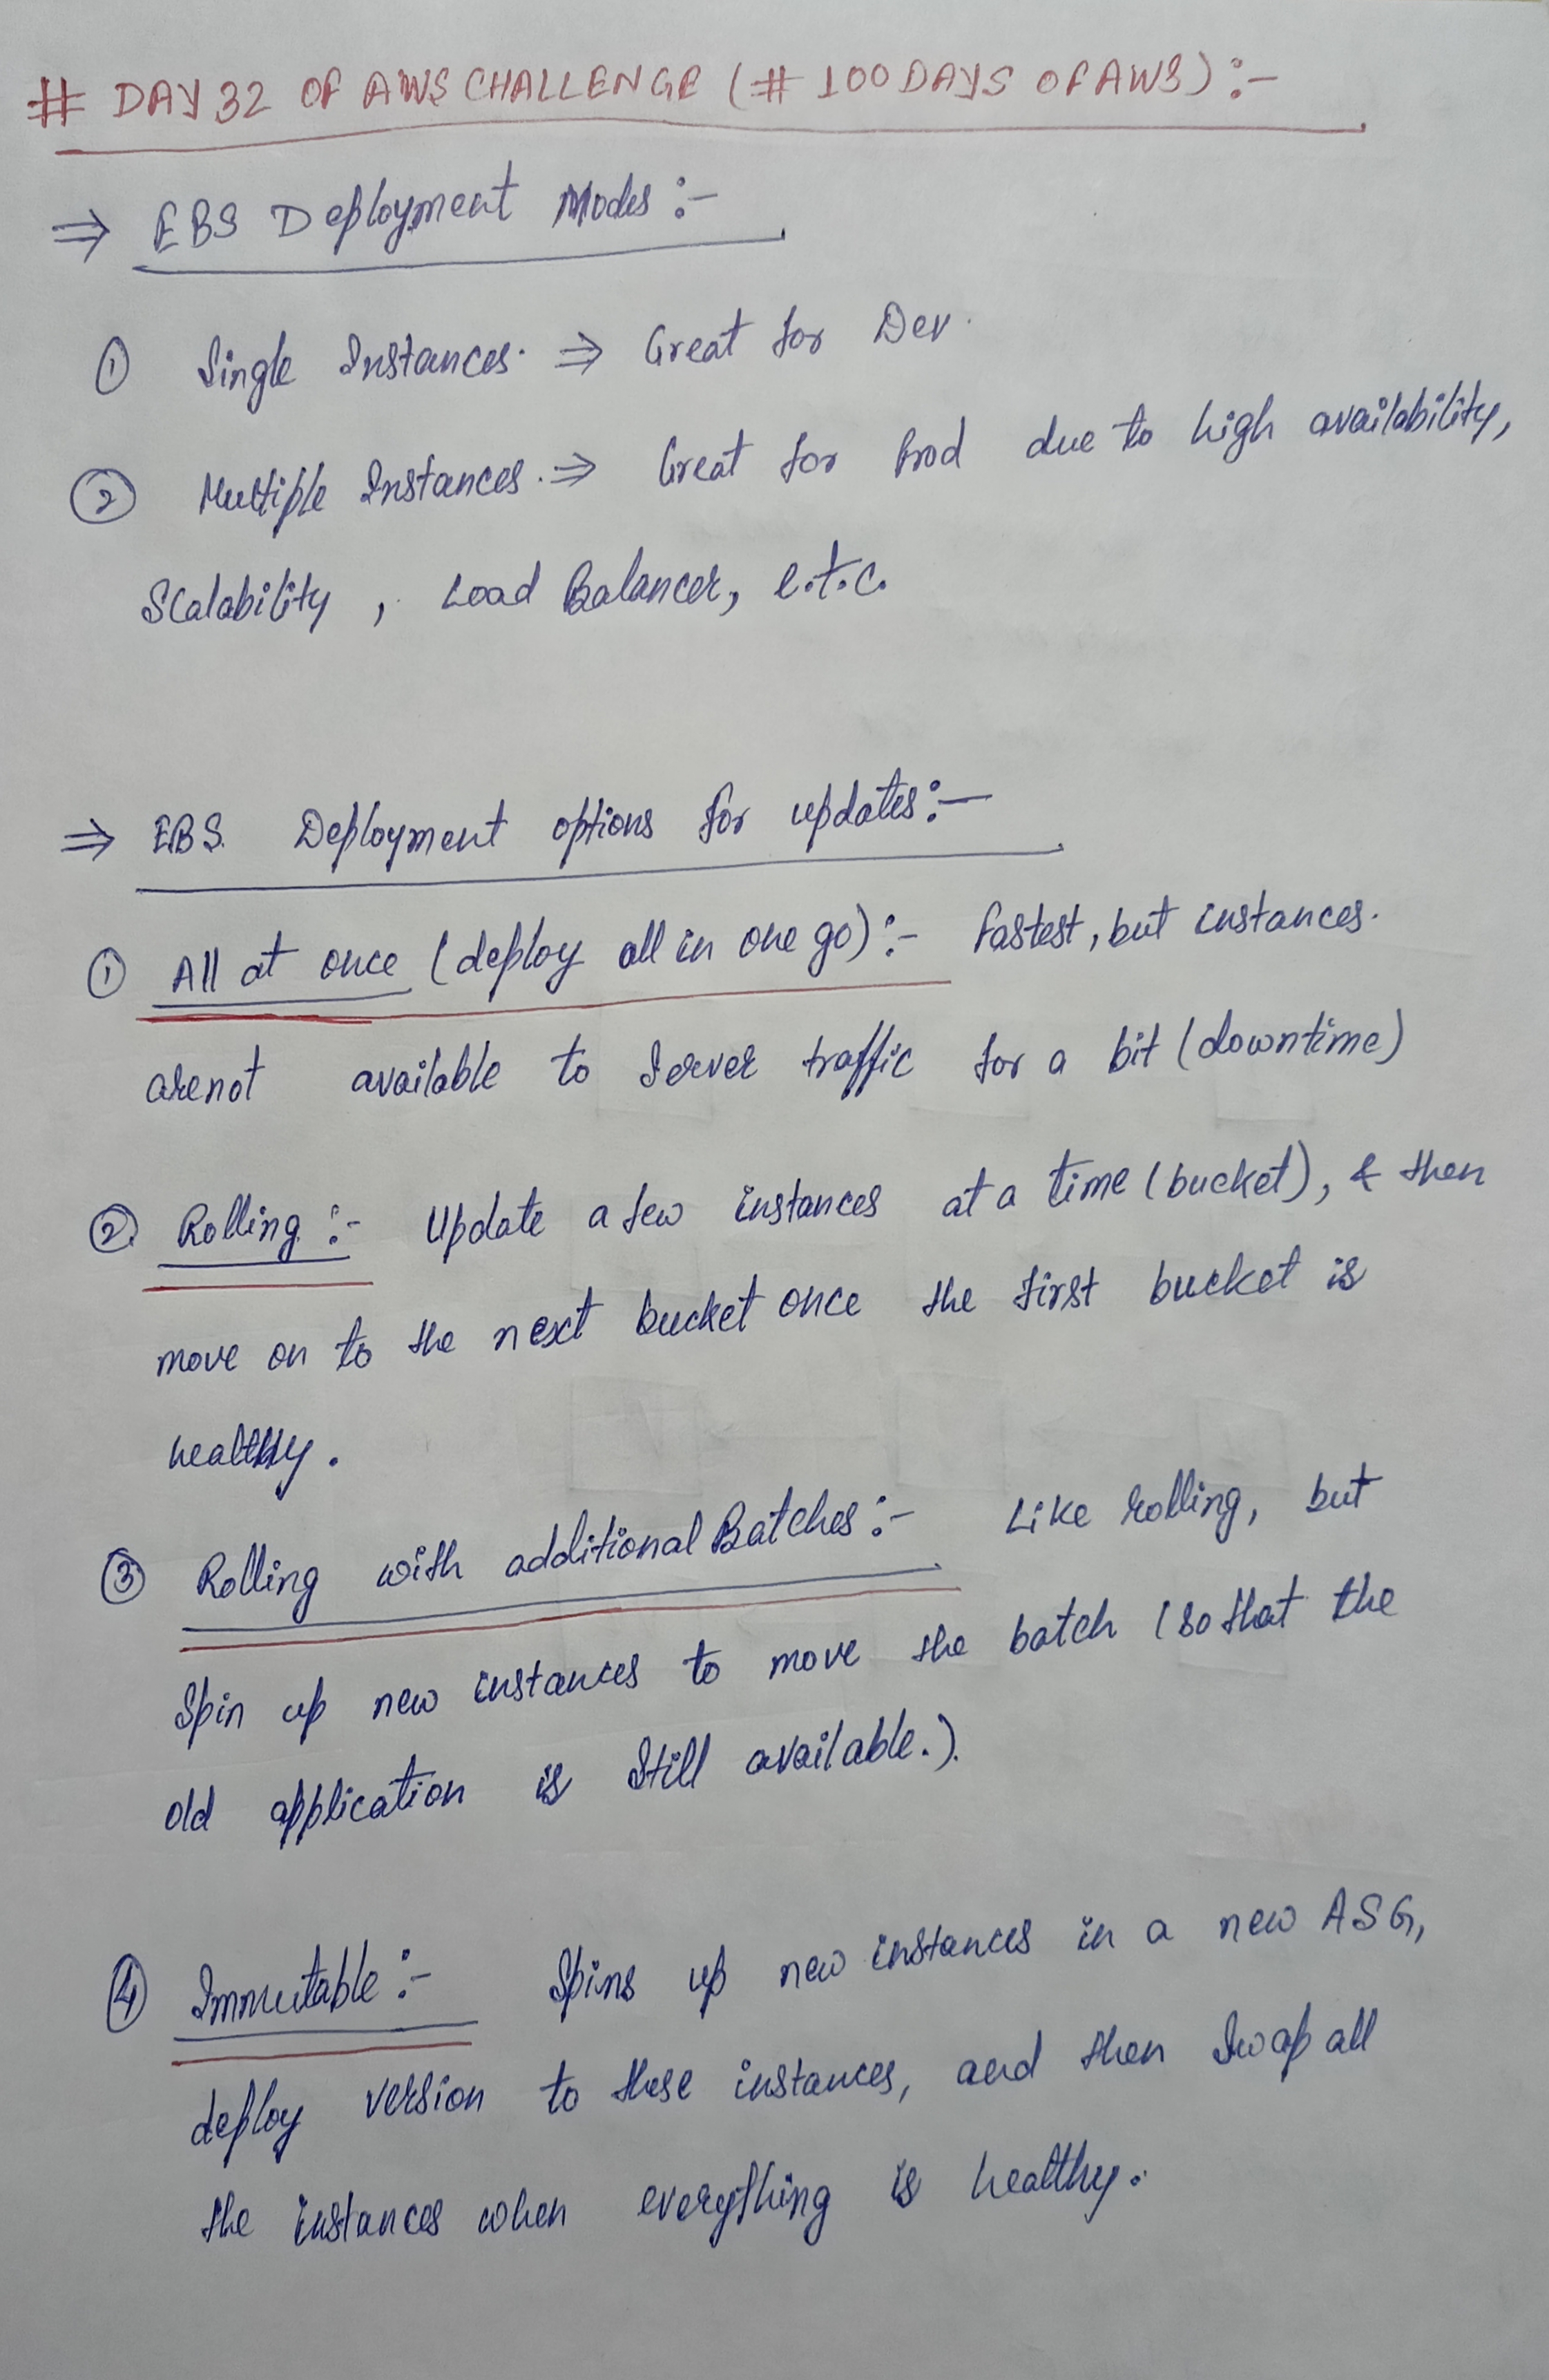 # DAY 32 OF AWS CHALLENGE (# 100DAYS OF AWS) :-
⇒ EBS Deployment Modes :-
① Single Instances. ⇒ Great for Dev.
② Multiple Instances. ⇒ Great for Prod due to high availability,
Scalability , Load Balancer, e.t.c.
⇒ EBS. Deployment options for updates :-
① All at once (deploy all in one go) :- fastest, but instances.
are not available to Server traffic for a bit (downtime)
② Rolling :- Update a few instances at a time (bucket), & then
move on to the next bucket once the first bucket is
healthy.
③ Rolling with additional Batches :- Like rolling, but
Spin up new instances to move the batch (so that the
old application is Still available.).
④ Immutable :- Spins up new instances in a new ASG,
deploy version to these instances, and then Swap all
the instances when everything is healthy.